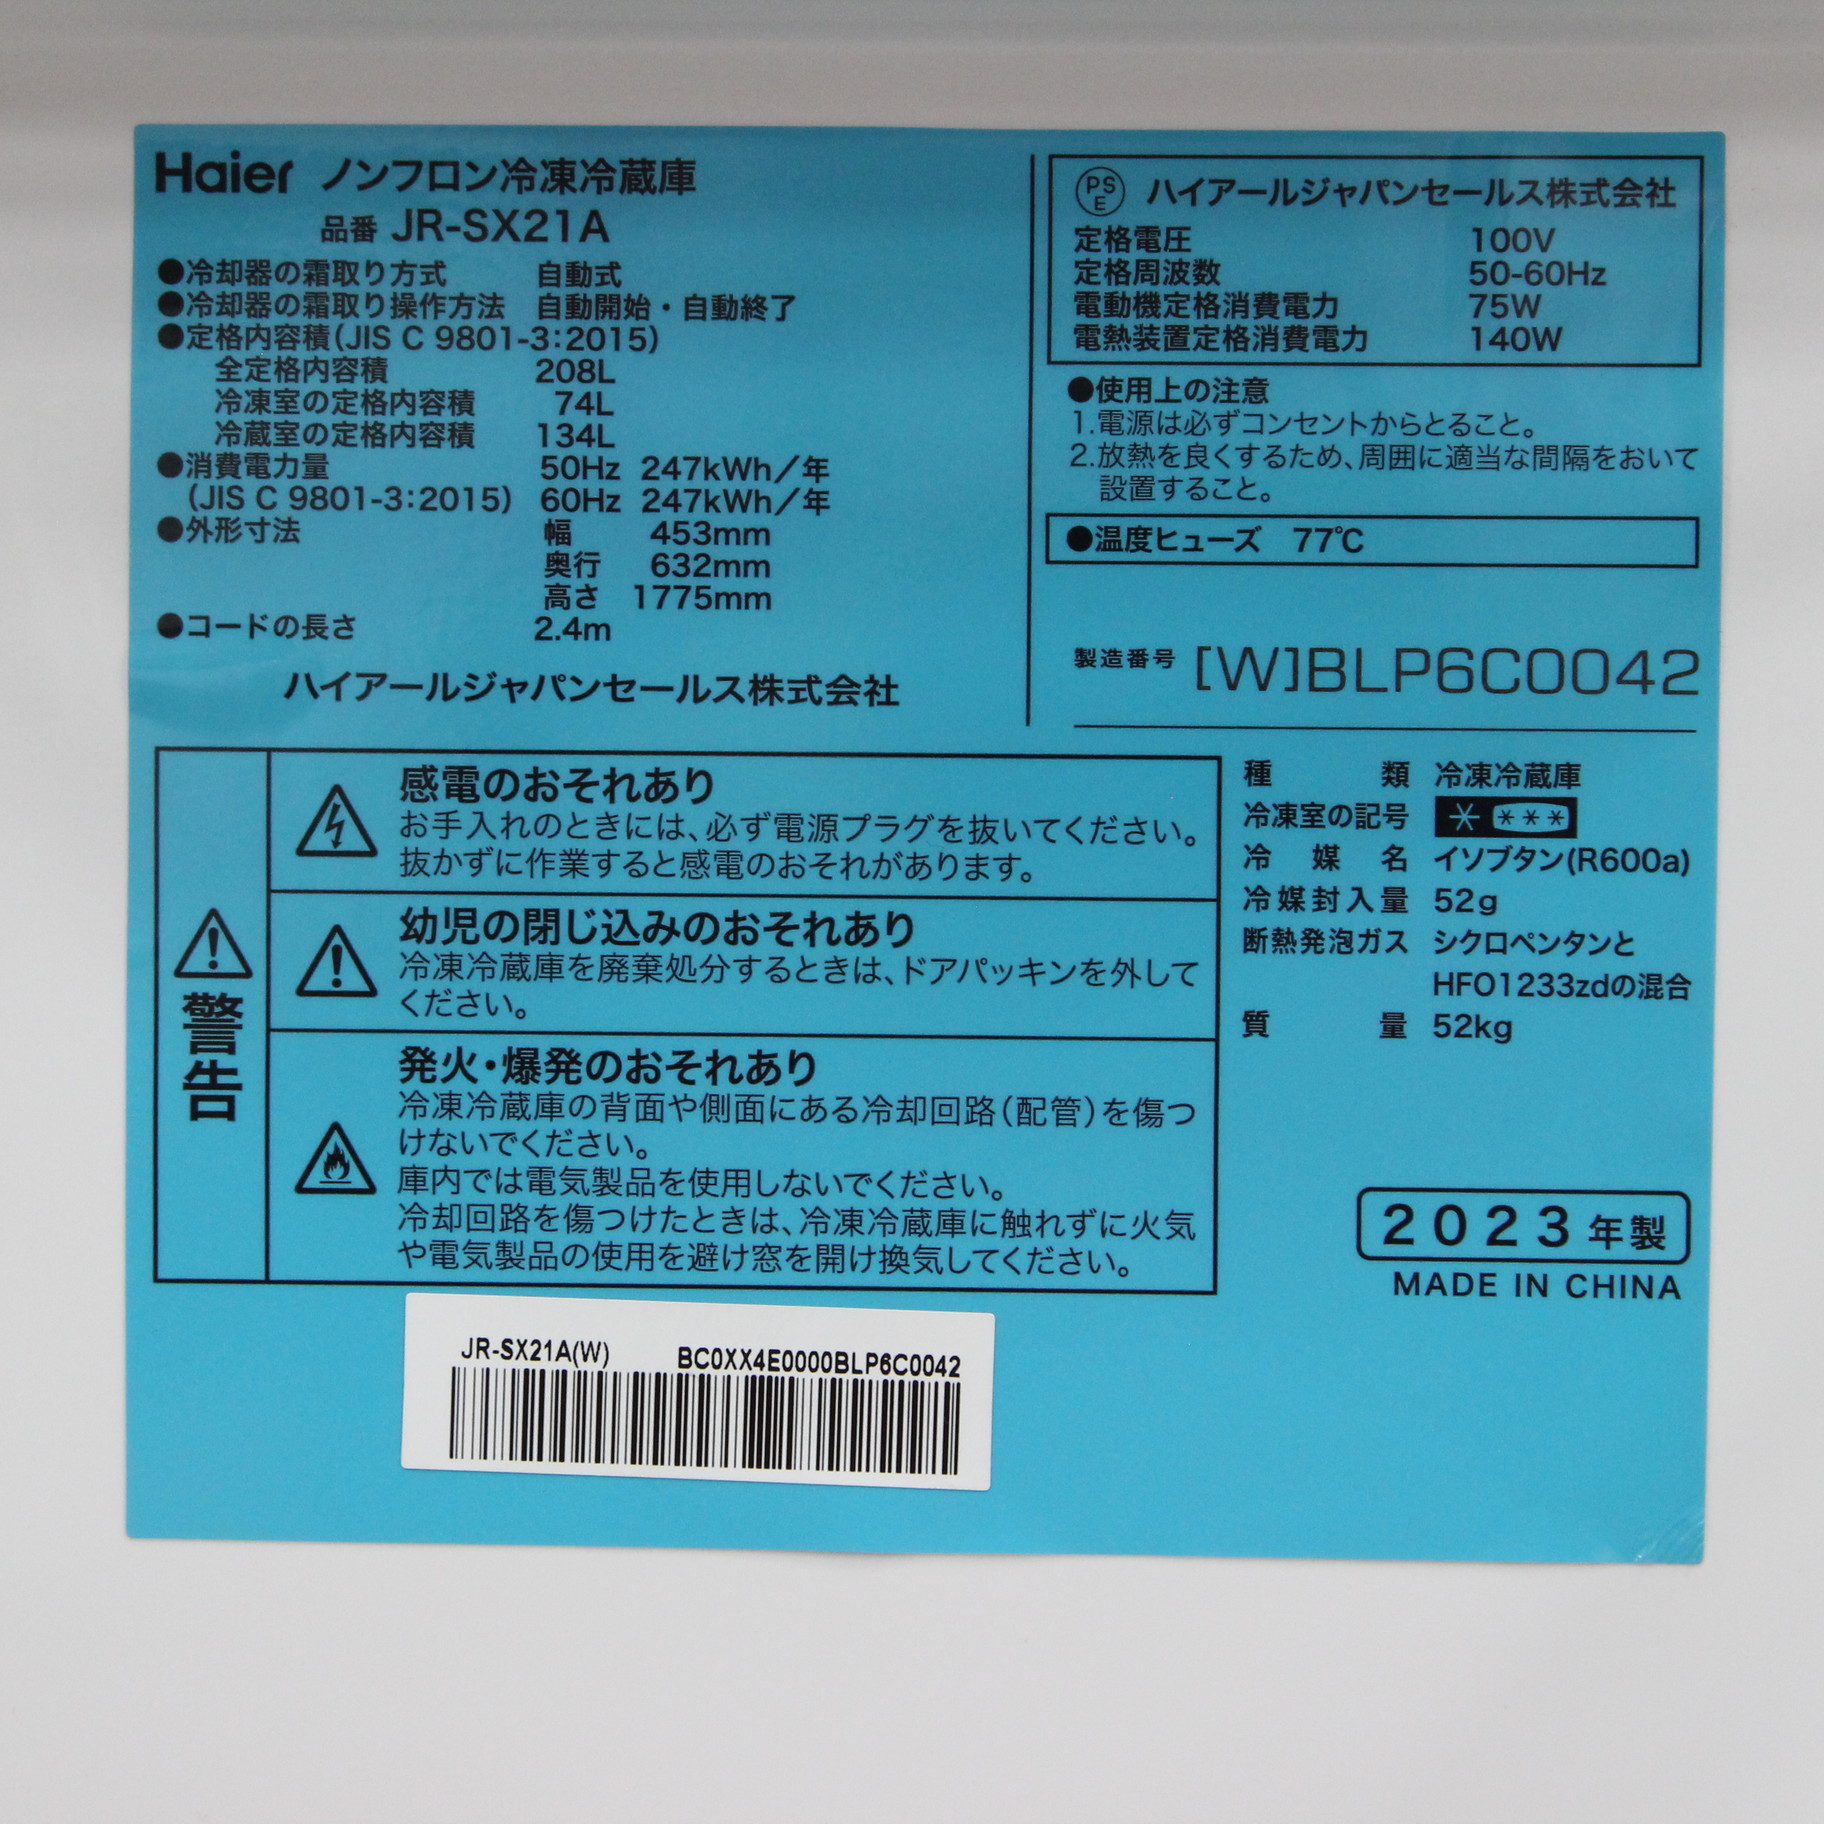 Haier ノンフロン冷凍冷蔵庫
品番 JR-SX21A
●冷却器の霜取り方式 自動式
●冷却器の霜取り操作方法 自動開始・自動終了
●定格内容積(JIS C 9801-3:2015)
全定格内容積 208L
冷凍室の定格内容積 74L
冷蔵室の定格内容積 134L
●消費電力量 50Hz 247kWh/年
(JIS C 9801-3:2015) 60Hz 247kWh/年
●外形寸法 幅 453mm
奥行 632mm
高さ 1775mm
●コードの長さ 2.4m
ハイアールジャパンセールス株式会社
PSE ハイアールジャパンセールス株式会社
定格電圧 100V
定格周波数 50-60Hz
電動機定格消費電力 75W
電熱装置定格消費電力 140W
●使用上の注意
1.電源は必ずコンセントからとること。
2.放熱を良くするため、周囲に適当な間隔をおいて
設置すること。
●温度ヒューズ 77℃
製造番号 [W]BLP6C0042
警告
感電のおそれあり
お手入れのときには、必ず電源プラグを抜いてください。
抜かずに作業すると感電のおそれがあります。
幼児の閉じ込みのおそれあり
冷凍冷蔵庫を廃棄処分するときは、ドアパッキンを外して
ください。
発火・爆発のおそれあり
冷凍冷蔵庫の背面や側面にある冷却回路(配管)を傷つ
けないでください。
庫内では電気製品を使用しないでください。
冷却回路を傷つけたときは、冷凍冷蔵庫に触れずに火気
や電気製品の使用を避け窓を開け換気してください。
種類 冷凍冷蔵庫
冷凍室の記号 * ***
冷媒名 イソブタン(R600a)
冷媒封入量 52g
断熱発泡ガス シクロペンタンと
HFO1233zdの混合
質量 52kg
2023年製
MADE IN CHINA
JR-SX21A(W) BC0XX4E0000BLP6C0042